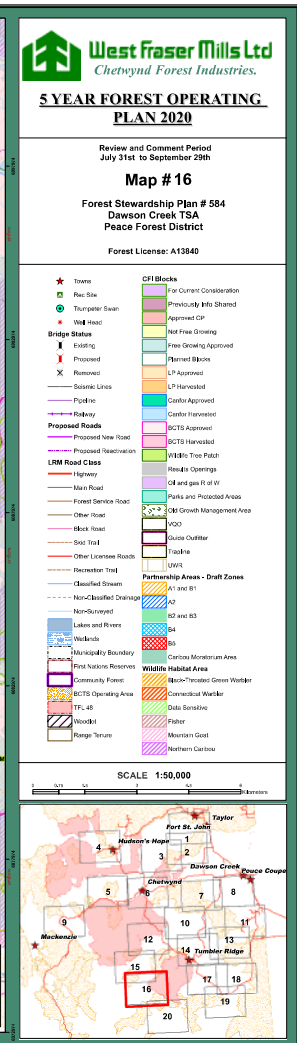 West Fraser Mills Ltd
Chetwynd Forest Industries.
5 YEAR FOREST OPERATING
PLAN 2020
Review and Comment Period
July 31st to September 29th
Map # 16
Forest Stewardship Plan # 584
Dawson Creek TSA
Peace Forest District
Forest License: A13840
Towns
Rec Site
Trumpeter Swan
Well Head
Bridge Status
Existing
Proposed
Removed
Seismic Lines
Pipeline
Railway
Proposed Roads
Proposed New Road
Proposed Reactivation
LRM Road Class
Highway
Main Road
Forest Service Road
Other Road
Block Road
Skid Trail
Other Licensee Roads
Recreation Trail
Classified Stream
Non-Classified Drainage
Non-Surveyed
Lakes and Rivers
Wetlands
Municipality Boundary
First Nations Reserves
Community Forest
BCTS Operating Area
TFL 48
Woodlot
Range Tenure
CFI Blocks
For Current Consideration
Previously Info Shared
Approved CP
Not Free Growing
Free Growing Approved
Planned Blocks
LP Approved
LP Harvested
Canfor Approved
Canfor Harvested
BCTS Approved
BCTS Harvested
Wildlife Tree Patch
Results Openings
Oil and gas R of W
Parks and Protected Areas
Old Growth Management Area
VQO
Guide Outfitter
Trapline
UWR
Partnership Areas - Draft Zones
A1 and B1
A2
B2 and B3
B4
B5
Caribou Moratorium Area
Wildlife Habitat Area
Black-Throated Green Warbler
Connecticut Warbler
Data Sensitive
Fisher
Mountain Goat
Northern Caribou
SCALE 1:50,000
Kilometers
Taylor
Fort St. John
Hudson's Hope
1
4
3
2
Dawson Creek
Pouce Coupe
Chetwynd
5
6
7
8
9
10
11
Mackenzie
12
13
14
Tumbler Ridge
15
16
17
18
19
20